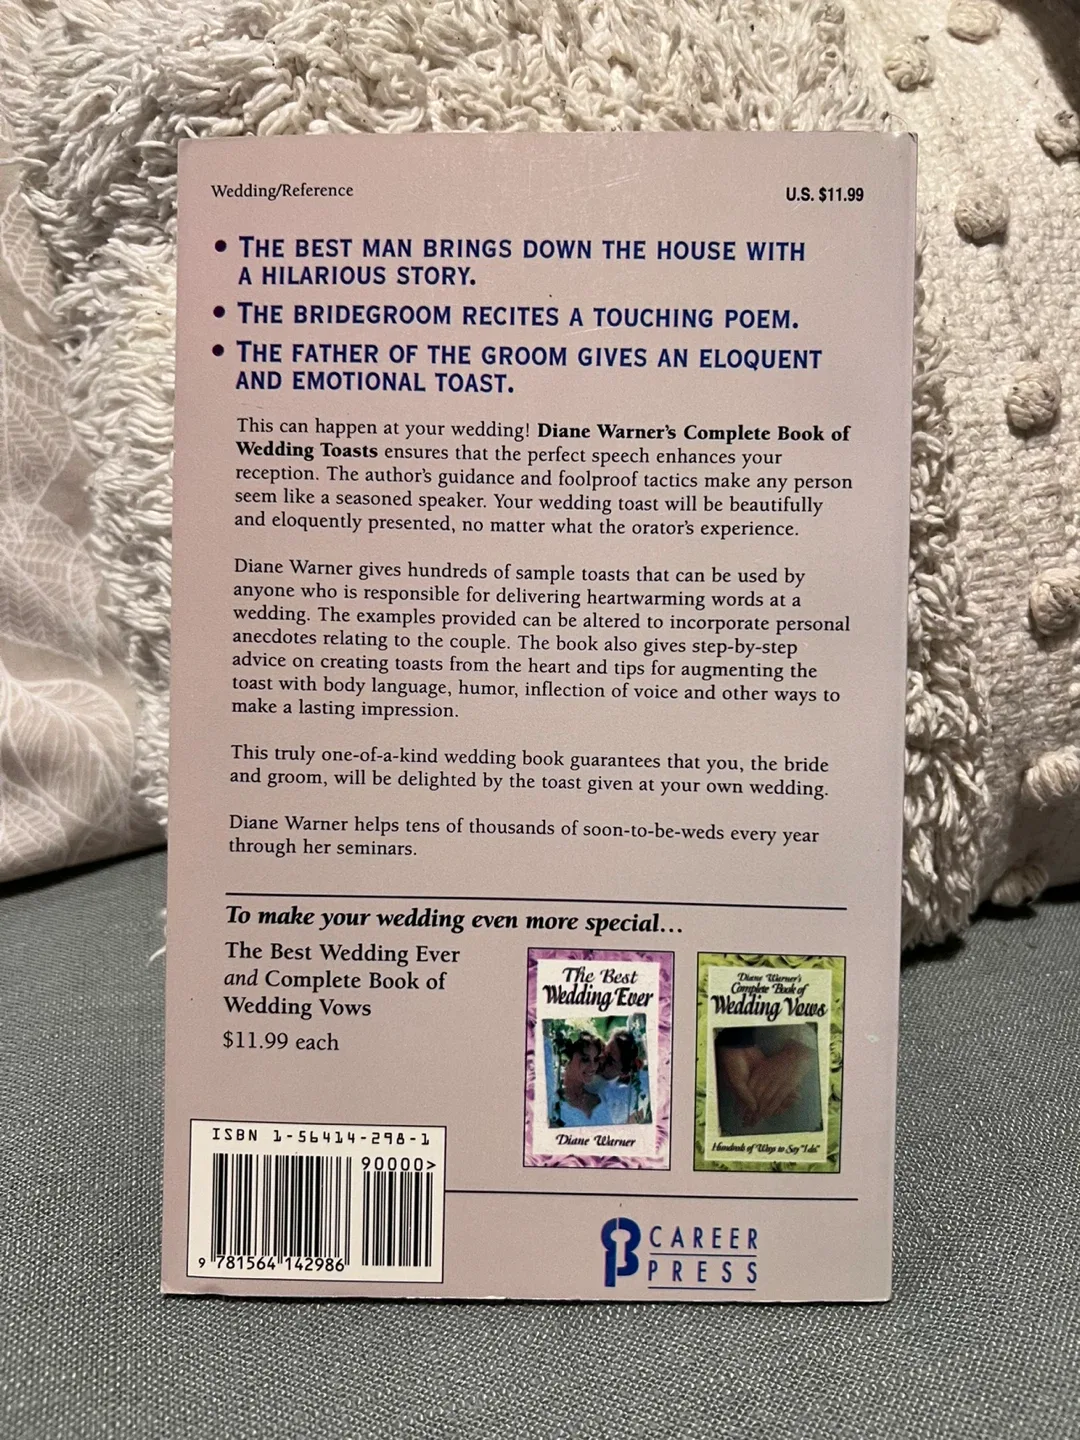 Wedding/Reference
U.S. $11.99
• THE BEST MAN BRINGS DOWN THE HOUSE WITH
A HILARIOUS STORY.
• THE BRIDEGROOM RECITES A TOUCHING POEM.
• THE FATHER OF THE GROOM GIVES AN ELOQUENT
AND EMOTIONAL TOAST.
This can happen at your wedding! Diane Warner's Complete Book of
Wedding Toasts ensures that the perfect speech enhances your
reception. The author's guidance and foolproof tactics make any person
seem like a seasoned speaker. Your wedding toast will be beautifully
and eloquently presented, no matter what the orator's experience.
Diane Warner gives hundreds of sample toasts that can be used by
anyone who is responsible for delivering heartwarming words at a
wedding. The examples provided can be altered to incorporate personal
anecdotes relating to the couple. The book also gives step-by-step
advice on creating toasts from the heart and tips for augmenting the
toast with body language, humor, inflection of voice and other ways to
make a lasting impression.
This truly one-of-a-kind wedding book guarantees that you, the bride
and groom, will be delighted by the toast given at your own wedding.
Diane Warner helps tens of thousands of soon-to-be-weds every year
through her seminars.
To make your wedding even more special...
The Best Wedding Ever
and Complete Book of
Wedding Vows
$11.99 each
The Best
Wedding Ever
Diane Warner
Diane Warner's
Complete Book of
Wedding Vows
Hundreds of Ways to Say "I do"
ISBN 1-56414-298-1
90000>
9 781564 142986
CAREER
PRESS